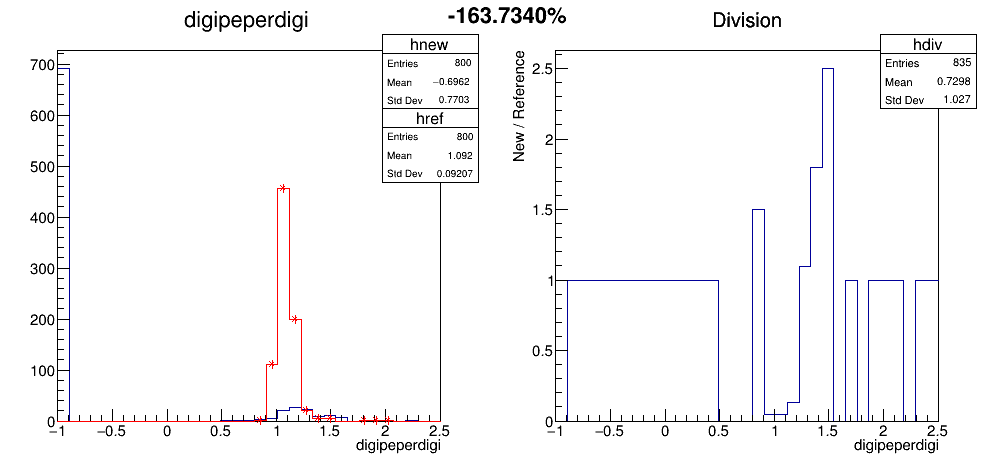 -163.7340%
digipeperdigi
hnew
Entries 800
Mean −0.6962
Std Dev 0.7703
href
Entries 800
Mean 1.092
Std Dev 0.09207
700
600
500
400
300
200
100
0
−1 −0.5 0 0.5 1 1.5 2 2.5
digipeperdigi
Division
hdiv
Entries 835
Mean 0.7298
Std Dev 1.027
New / Reference
2.5
2
1.5
1
0.5
0
−1 −0.5 0 0.5 1 1.5 2 2.5
digipeperdigi